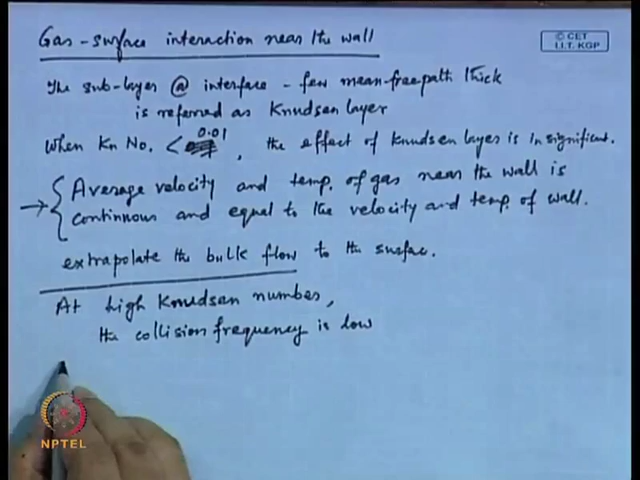 Gas-surface interaction near the wall
© CET
I.I.T. KGP
The sub-layer @ interface - few mean-free path thick
is referred as Knudsen layer
When Kn No. < 0.01, the effect of Knudsen layer is insignificant.
Average velocity and temp. of gas near the wall is
continuous and equal to the velocity and temp. of wall.
extrapolate the bulk flow to the surface.
At high Knudsen number,
the collision frequency is low
NPTEL